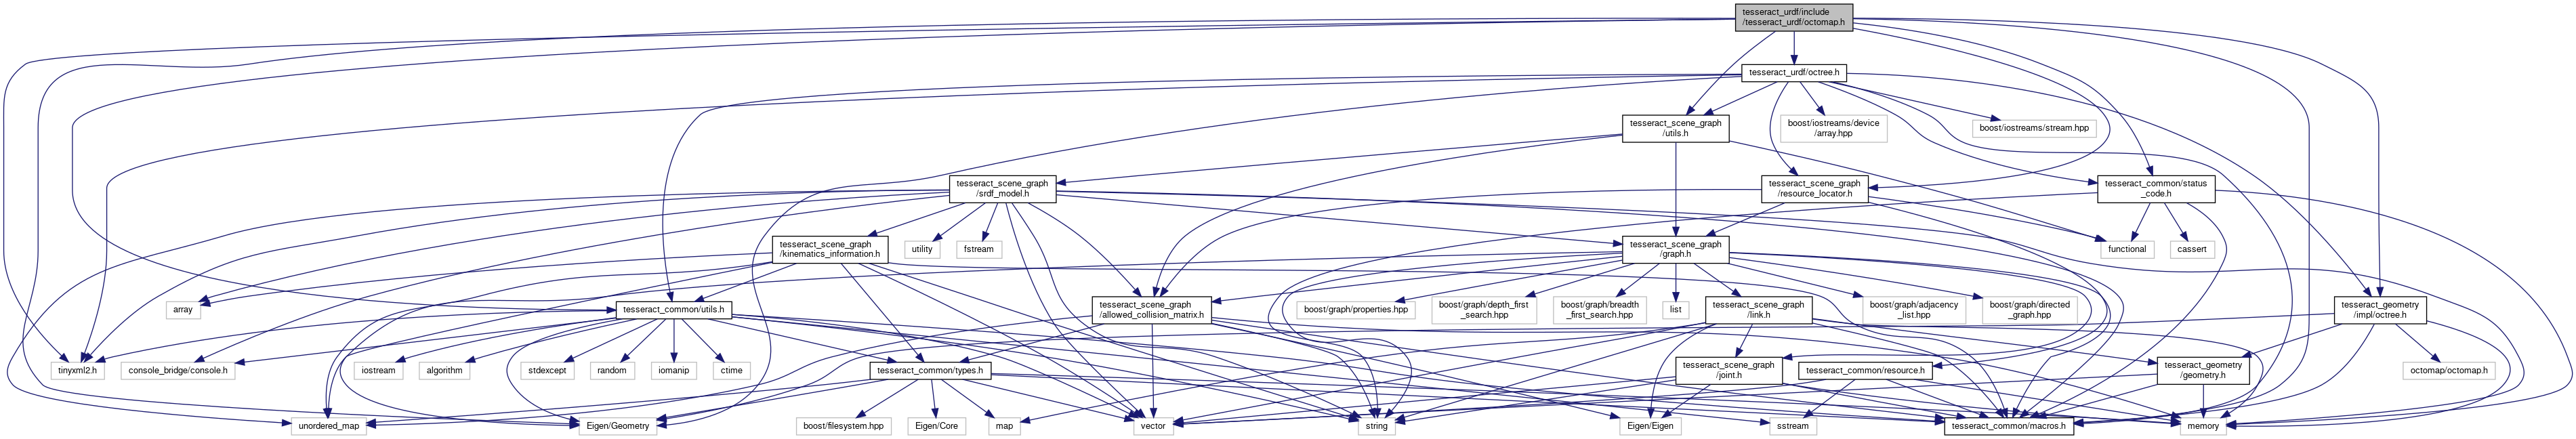 tesseract_urdf/include
/tesseract_urdf/octomap.h
tesseract_urdf/octree.h
tesseract_scene_graph
/utils.h
boost/iostreams/device
/array.hpp
boost/iostreams/stream.hpp
tesseract_scene_graph
/srdf_model.h
tesseract_scene_graph
/resource_locator.h
tesseract_common/status
_code.h
tesseract_scene_graph
/kinematics_information.h
utility
fstream
tesseract_scene_graph
/graph.h
functional
cassert
array
tesseract_common/utils.h
tesseract_scene_graph
/allowed_collision_matrix.h
boost/graph/properties.hpp
boost/graph/depth_first
_search.hpp
boost/graph/breadth
_first_search.hpp
list
tesseract_scene_graph
/link.h
boost/graph/adjacency
_list.hpp
boost/graph/directed
_graph.hpp
tesseract_geometry
/impl/octree.h
tinyxml2.h
console_bridge/console.h
iostream
algorithm
stdexcept
random
iomanip
ctime
tesseract_common/types.h
tesseract_scene_graph
/joint.h
tesseract_common/resource.h
tesseract_geometry
/geometry.h
octomap/octomap.h
unordered_map
Eigen/Geometry
boost/filesystem.hpp
Eigen/Core
map
vector
string
Eigen/Eigen
sstream
tesseract_common/macros.h
memory